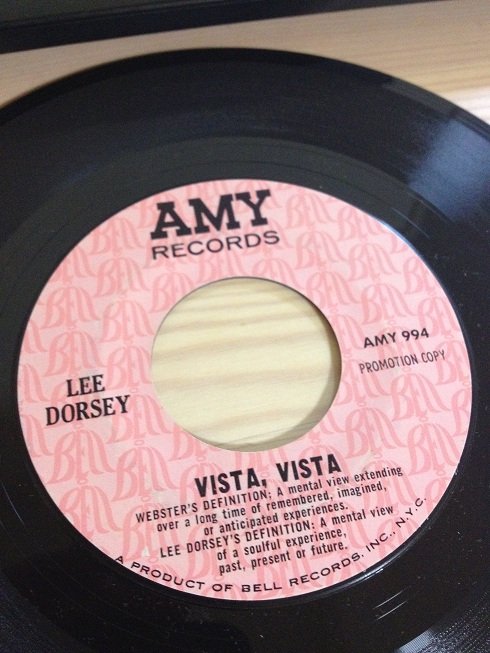 AMY
RECORDS
AMY 994
PROMOTION COPY
LEE
DORSEY
VISTA, VISTA
WEBSTER'S DEFINITION: A mental view extending
over a long time of remembered, imagined,
or anticipated experiences.
LEE DORSEY'S DEFINITION: A mental view
of a soulful experience,
past, present or future.
A PRODUCT OF BELL RECORDS, INC., N.Y.C.